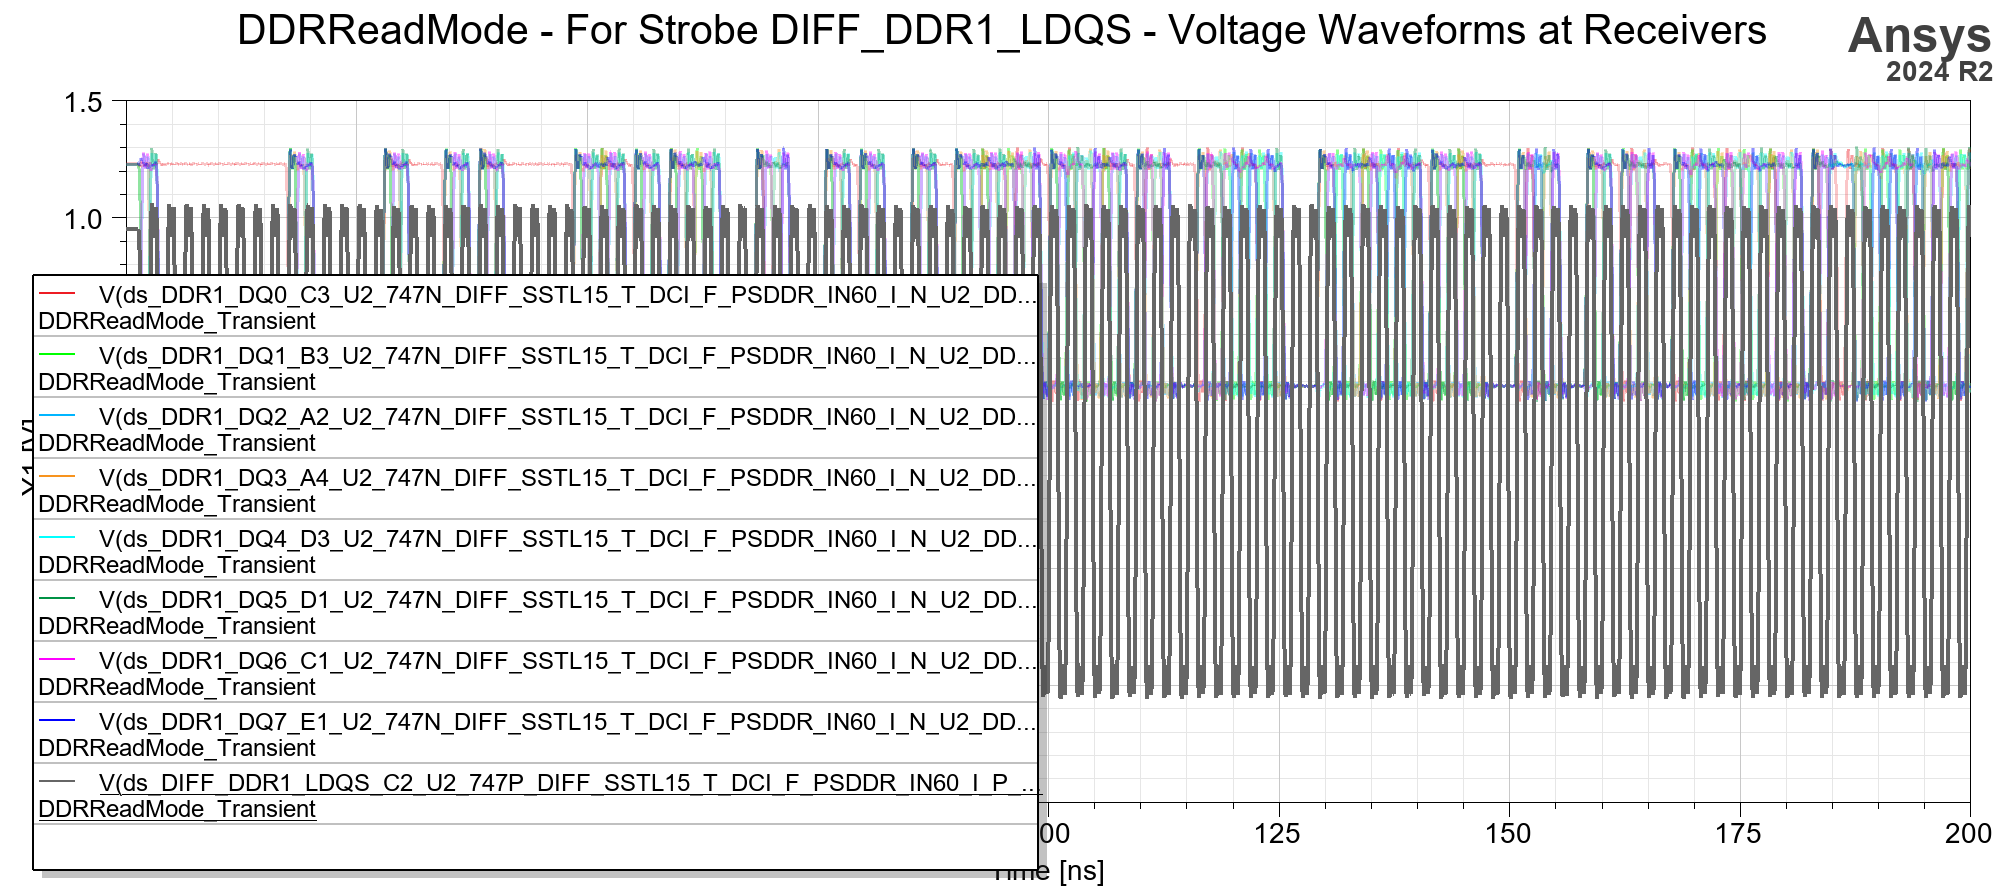 DDRReadMode - For Strobe DIFF_DDR1_LDQS - Voltage Waveforms at Receivers
Ansys
2024 R2
1.5
1.0
V(ds_DDR1_DQ0_C3_U2_747N_DIFF_SSTL15_T_DCI_F_PSDDR_IN60_I_N_U2_DD...
DDRReadMode_Transient
V(ds_DDR1_DQ1_B3_U2_747N_DIFF_SSTL15_T_DCI_F_PSDDR_IN60_I_N_U2_DD...
DDRReadMode_Transient
V(ds_DDR1_DQ2_A2_U2_747N_DIFF_SSTL15_T_DCI_F_PSDDR_IN60_I_N_U2_DD...
DDRReadMode_Transient
V(ds_DDR1_DQ3_A4_U2_747N_DIFF_SSTL15_T_DCI_F_PSDDR_IN60_I_N_U2_DD...
DDRReadMode_Transient
V(ds_DDR1_DQ4_D3_U2_747N_DIFF_SSTL15_T_DCI_F_PSDDR_IN60_I_N_U2_DD...
DDRReadMode_Transient
V(ds_DDR1_DQ5_D1_U2_747N_DIFF_SSTL15_T_DCI_F_PSDDR_IN60_I_N_U2_DD...
DDRReadMode_Transient
V(ds_DDR1_DQ6_C1_U2_747N_DIFF_SSTL15_T_DCI_F_PSDDR_IN60_I_N_U2_DD...
DDRReadMode_Transient
V(ds_DDR1_DQ7_E1_U2_747N_DIFF_SSTL15_T_DCI_F_PSDDR_IN60_I_N_U2_DD...
DDRReadMode_Transient
V(ds_DIFF_DDR1_LDQS_C2_U2_747P_DIFF_SSTL15_T_DCI_F_PSDDR_IN60_I_P_...
DDRReadMode_Transient
00 125 150 175 200
Time [ns]